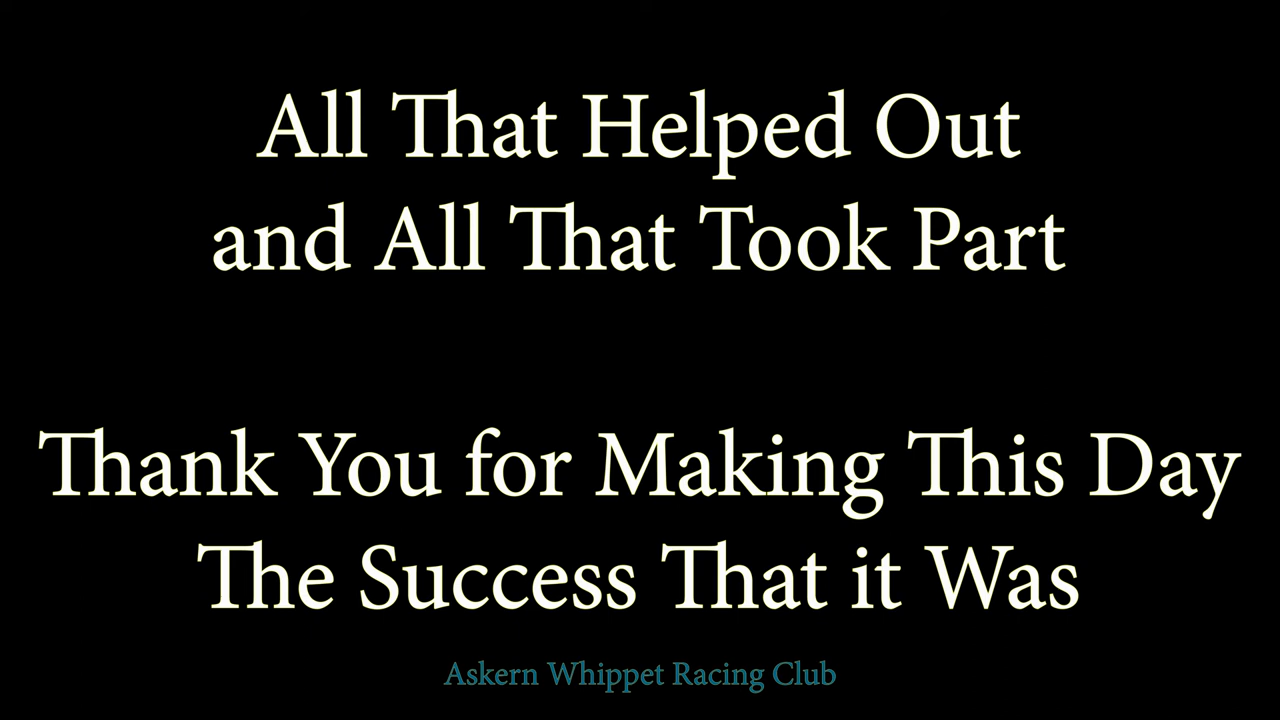 All That Helped Out
and All That Took Part
Thank You for Making This Day
The Success That it Was
Askern Whippet Racing Club